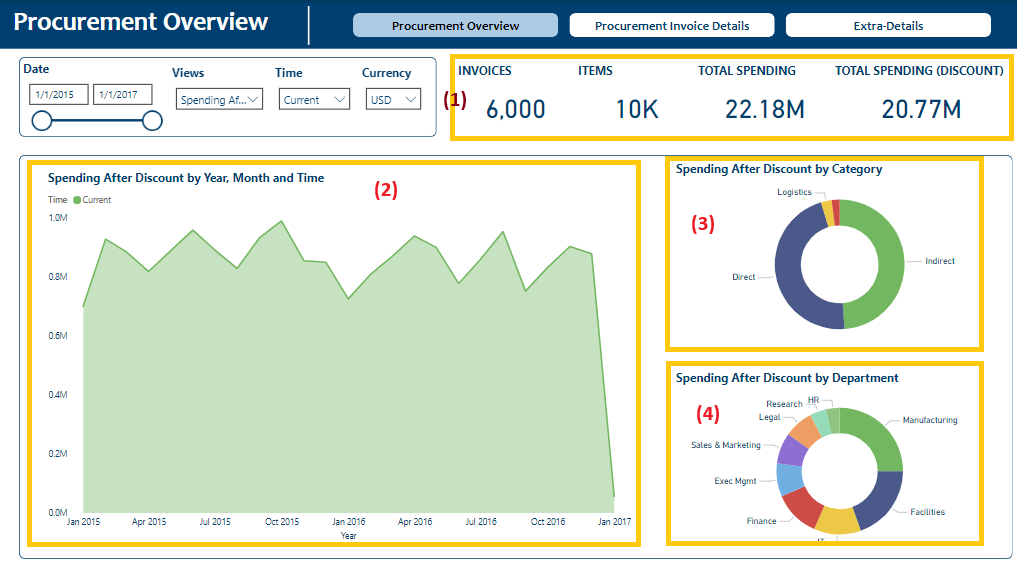 Procurement Overview
Procurement Overview
Procurement Invoice Details
Extra-Details
Date
1/1/2015
1/1/2017
Views
Spending Af...
Time
Current
Currency
USD
(1)
INVOICES
6,000
ITEMS
10K
TOTAL SPENDING
22.18M
TOTAL SPENDING (DISCOUNT)
20.77M
Spending After Discount by Year, Month and Time
(2)
Time Current
1.0M
0.8M
0.6M
0.4M
0.2M
0.0M
Jan 2015 Apr 2015 Jul 2015 Oct 2015 Jan 2016 Apr 2016 Jul 2016 Oct 2016 Jan 2017
Year
Spending After Discount by Category
(3)
Logistics
Indirect
Direct
Spending After Discount by Department
(4)
HR
Research
Legal
Manufacturing
Sales & Marketing
Exec Mgmt
Facilities
Finance